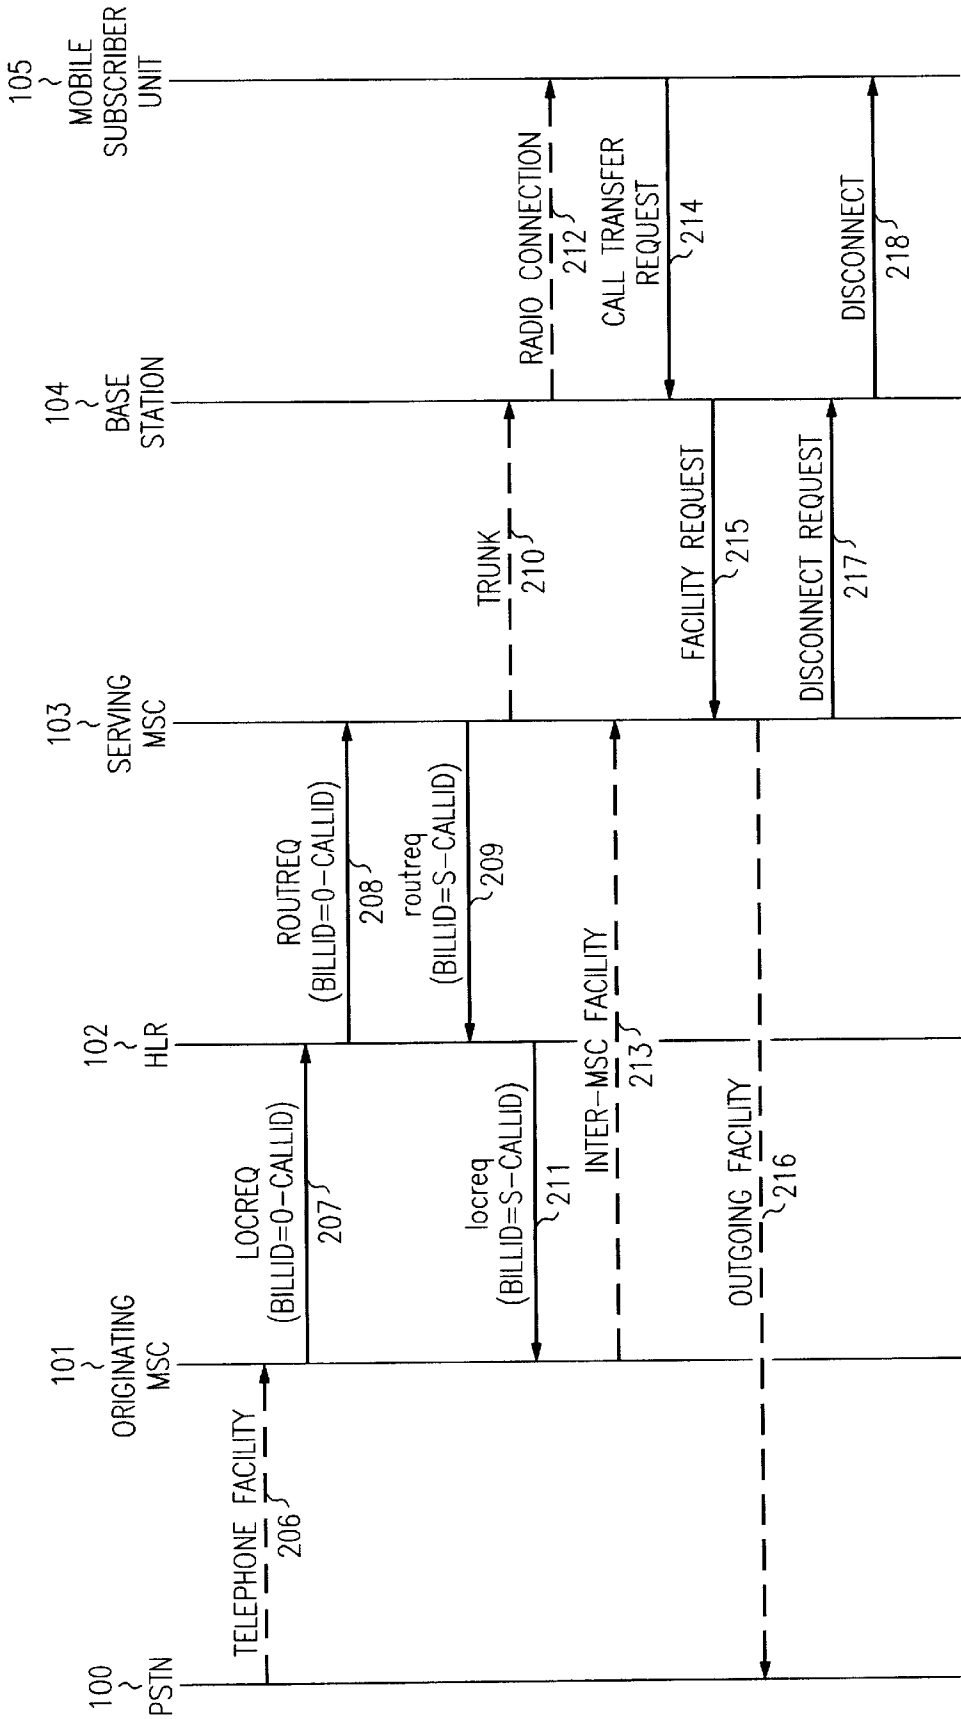 100
PSTN
101
ORIGINATING
MSC
102
HLR
103
SERVING
MSC
104
BASE
STATION
105
MOBILE
SUBSCRIBER
UNIT
TELEPHONE FACILITY
206
LOCREQ
(BILLID=O-CALLID)
207
ROUTREQ
(BILLID=O-CALLID)
208
routreq
(BILLID=S-CALLID)
209
TRUNK
210
locreq
(BILLID=S-CALLID)
211
RADIO CONNECTION
212
INTER-MSC FACILITY
213
CALL TRANSFER
REQUEST
214
FACILITY REQUEST
215
OUTGOING FACILITY
216
DISCONNECT REQUEST
217
DISCONNECT
218